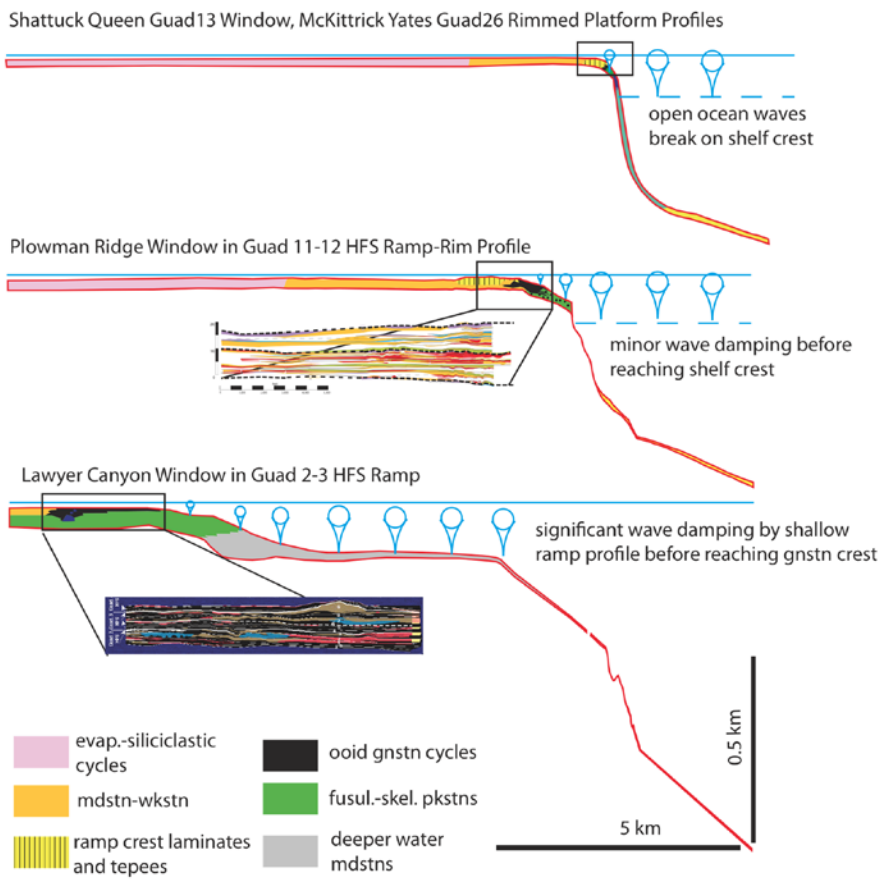 Shattuck Queen Guad13 Window, McKittrick Yates Guad26 Rimmed Platform Profiles
open ocean waves
break on shelf crest
Plowman Ridge Window in Guad 11-12 HFS Ramp-Rim Profile
minor wave damping before
reaching shelf crest
Lawyer Canyon Window in Guad 2-3 HFS Ramp
significant wave damping by shallow
ramp profile before reaching gnstn crest
evap.-siliciclastic
cycles
mdstn-wkstn
ramp crest laminates
and tepees
ooid gnstn cycles
fusul.-skel. pkstns
deeper water
mdstns
0.5 km
5 km